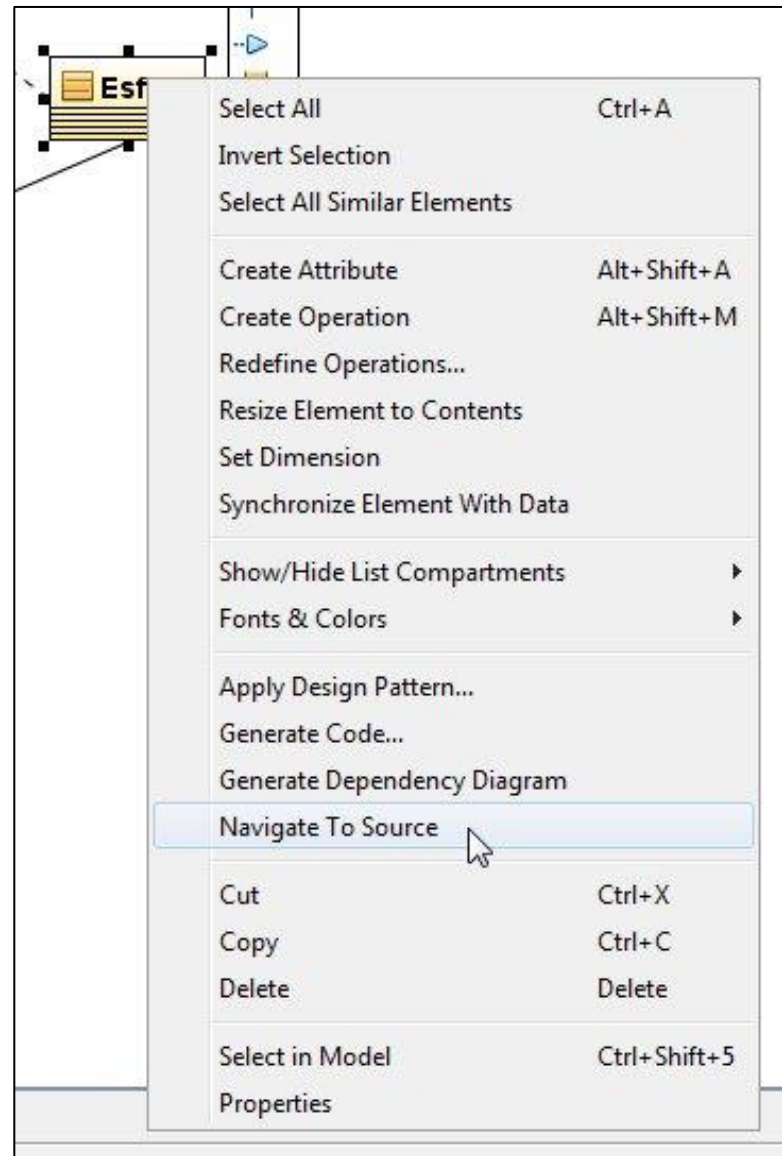 Esf
Select All Ctrl+A
Invert Selection
Select All Similar Elements
Create Attribute Alt+Shift+A
Create Operation Alt+Shift+M
Redefine Operations...
Resize Element to Contents
Set Dimension
Synchronize Element With Data
Show/Hide List Compartments
Fonts & Colors
Apply Design Pattern...
Generate Code...
Generate Dependency Diagram
Navigate To Source
Cut Ctrl+X
Copy Ctrl+C
Delete Delete
Select in Model Ctrl+Shift+5
Properties